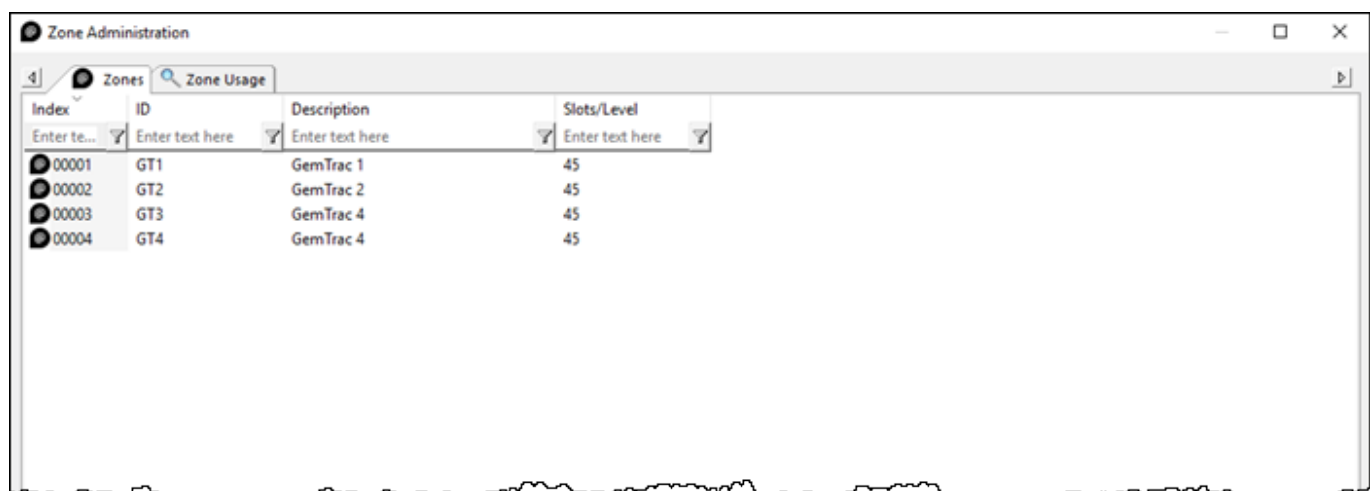 Zone Administration
Zones Zone Usage
Index ID Description Slots/Level
Enter te... Enter text here Enter text here Enter text here
00001 GT1 GemTrac 1 45
00002 GT2 GemTrac 2 45
00003 GT3 GemTrac 4 45
00004 GT4 GemTrac 4 45